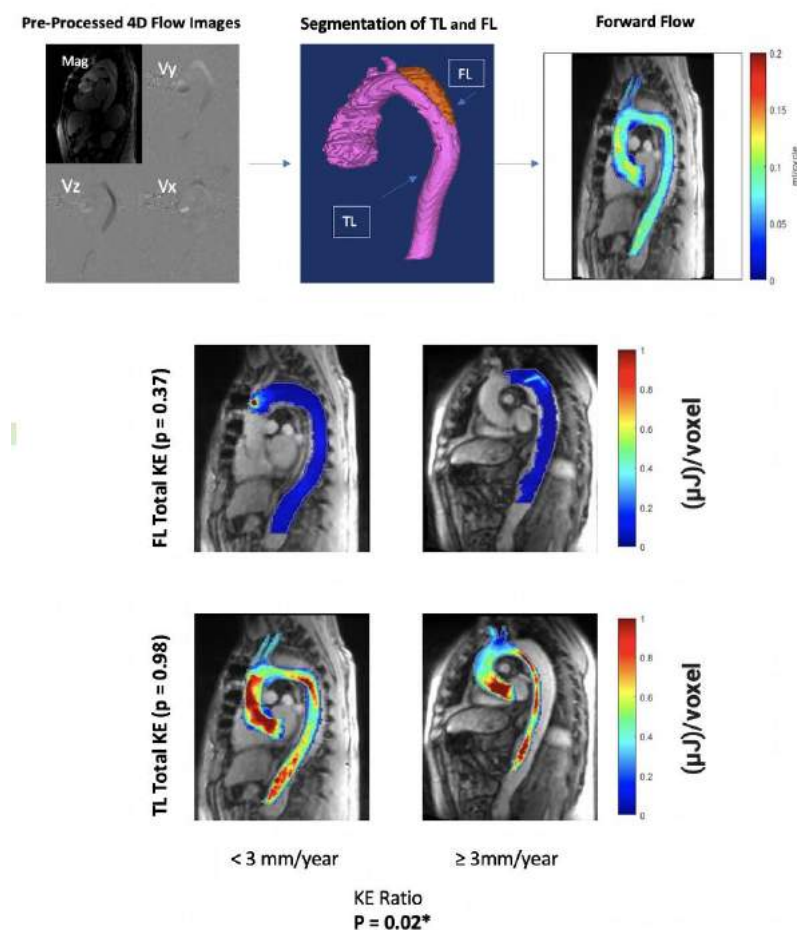 Pre-Processed 4D Flow Images
Segmentation of TL and FL
Forward Flow
Mag
Vy
Vz
Vx
FL
TL
0.2
0.15
0.1
0.05
0
ml/cycle
FL Total KE (p = 0.37)
1
0.8
0.6
0.4
0.2
0
(µJ)/voxel
TL Total KE (p = 0.98)
1
0.8
0.6
0.4
0.2
0
(µJ)/voxel
< 3 mm/year
≥ 3mm/year
KE Ratio
P = 0.02*